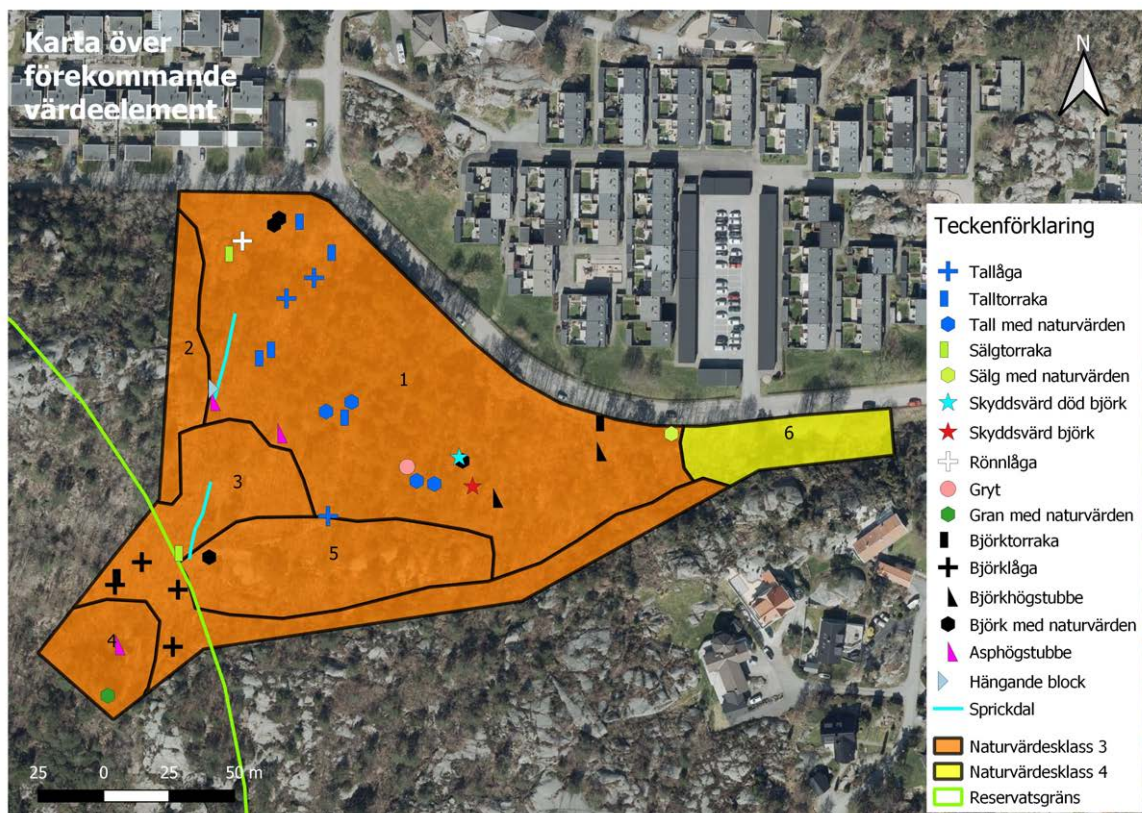 Karta över
förekommande
värdeelement
N
1
2
3
4
5
6
25 0 25 50 m
Teckenförklaring
Tallåga
Talltorraka
Tall med naturvärden
Sälgtorraka
Sälg med naturvärden
Skyddsvärd död björk
Skyddsvärd björk
Rönnlåga
Gryt
Gran med naturvärden
Björktorraka
Björklåga
Björkhögstubbe
Björk med naturvärden
Asphögstubbe
Hängande block
Sprickdal
Naturvärdesklass 3
Naturvärdesklass 4
Reservatsgräns